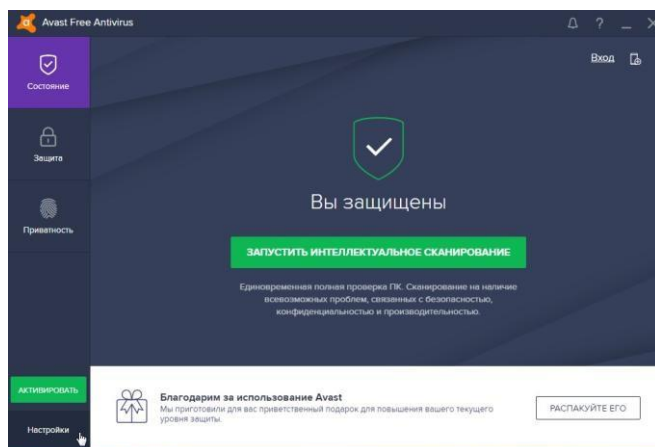 Avast Free Antivirus
?
Вход
Состояние
Защита
Приватность
Вы защищены
ЗАПУСТИТЬ ИНТЕЛЛЕКТУАЛЬНОЕ СКАНИРОВАНИЕ
Единовременная полная проверка ПК. Сканирование на наличие
всевозможных проблем, связанных с безопасностью,
конфиденциальностью и производительностью.
АКТИВИРОВАТЬ
Настройки
Благодарим за использование Avast
Мы приготовили для вас приветственный подарок для повышения вашего текущего
уровня защиты.
РАСПАКУЙТЕ ЕГО